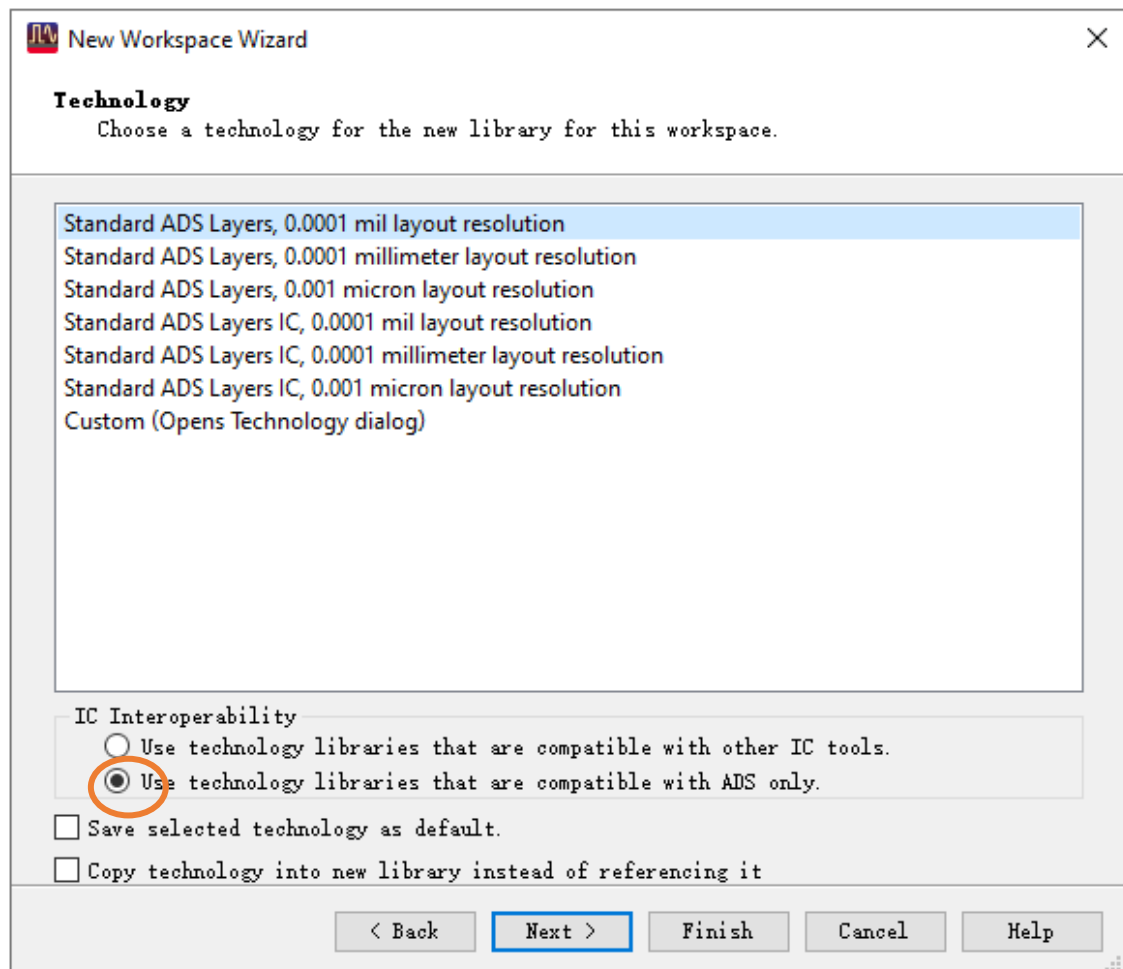 New Workspace Wizard
Technology
Choose a technology for the new library for this workspace.
Standard ADS Layers, 0.0001 mil layout resolution
Standard ADS Layers, 0.0001 millimeter layout resolution
Standard ADS Layers, 0.001 micron layout resolution
Standard ADS Layers IC, 0.0001 mil layout resolution
Standard ADS Layers IC, 0.0001 millimeter layout resolution
Standard ADS Layers IC, 0.001 micron layout resolution
Custom (Opens Technology dialog)
IC Interoperability
Use technology libraries that are compatible with other IC tools.
Use technology libraries that are compatible with ADS only.
Save selected technology as default.
Copy technology into new library instead of referencing it
< Back Next > Finish Cancel Help